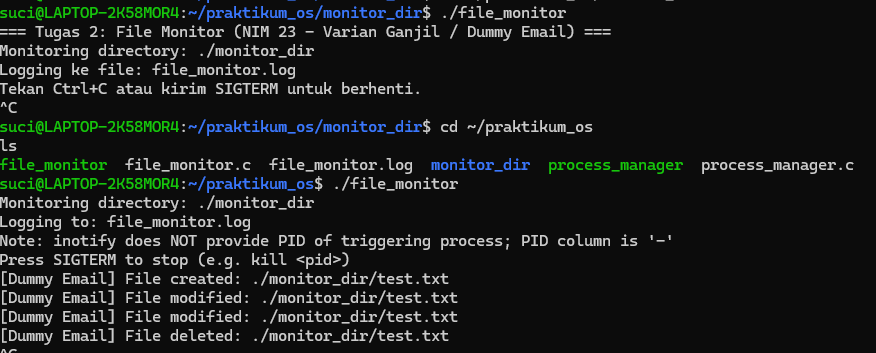 suci@LAPTOP-2K58MOR4:~/praktikum_os/monitor_dir$ ./file_monitor
=== Tugas 2: File Monitor (NIM 23 - Varian Ganjil / Dummy Email) ===
Monitoring directory: ./monitor_dir
Logging ke file: file_monitor.log
Tekan Ctrl+C atau kirim SIGTERM untuk berhenti.
^C
suci@LAPTOP-2K58MOR4:~/praktikum_os/monitor_dir$ cd ~/praktikum_os
ls
file_monitor  file_monitor.c  file_monitor.log  monitor_dir  process_manager  process_manager.c
suci@LAPTOP-2K58MOR4:~/praktikum_os$ ./file_monitor
Monitoring directory: ./monitor_dir
Logging to: file_monitor.log
Note: inotify does NOT provide PID of triggering process; PID column is '-'
Press SIGTERM to stop (e.g. kill <pid>)
[Dummy Email] File created: ./monitor_dir/test.txt
[Dummy Email] File modified: ./monitor_dir/test.txt
[Dummy Email] File modified: ./monitor_dir/test.txt
[Dummy Email] File deleted: ./monitor_dir/test.txt
^C